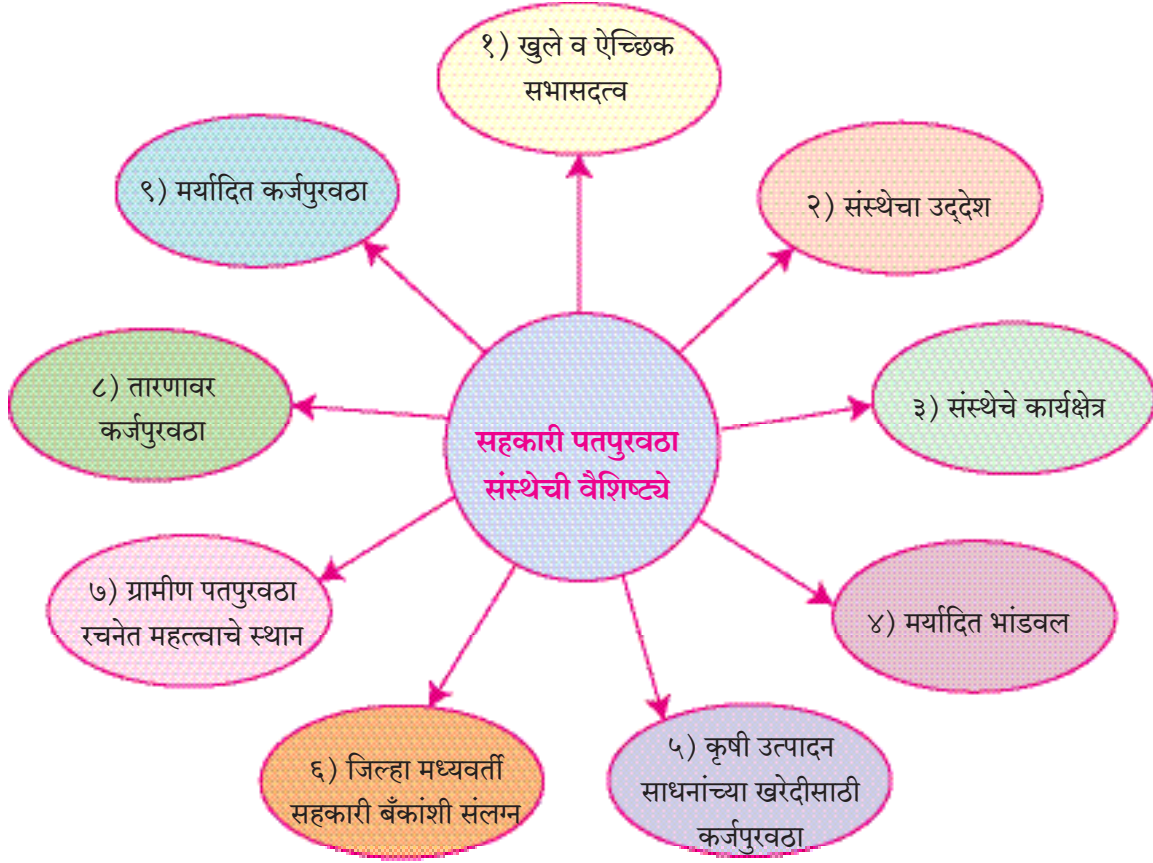 सहकारी पतपुरवठा
संस्थेची वैशिष्ट्ये
१) खुले व ऐच्छिक
सभासदत्व
२) संस्थेचा उद्‌देश
३) संस्थेचे कार्यक्षेत्र
४) मर्यादित भांडवल
५) कृषी उत्पादन
साधनांच्या खरेदीसाठी
कर्जपुरवठा
६) जिल्हा मध्यवर्ती
सहकारी बँकांशी संलग्न
७) ग्रामीण पतपुरवठा
रचनेत महत्त्वाचे स्थान
८) तारणावर
कर्जपुरवठा
९) मर्यादित कर्जपुरवठा